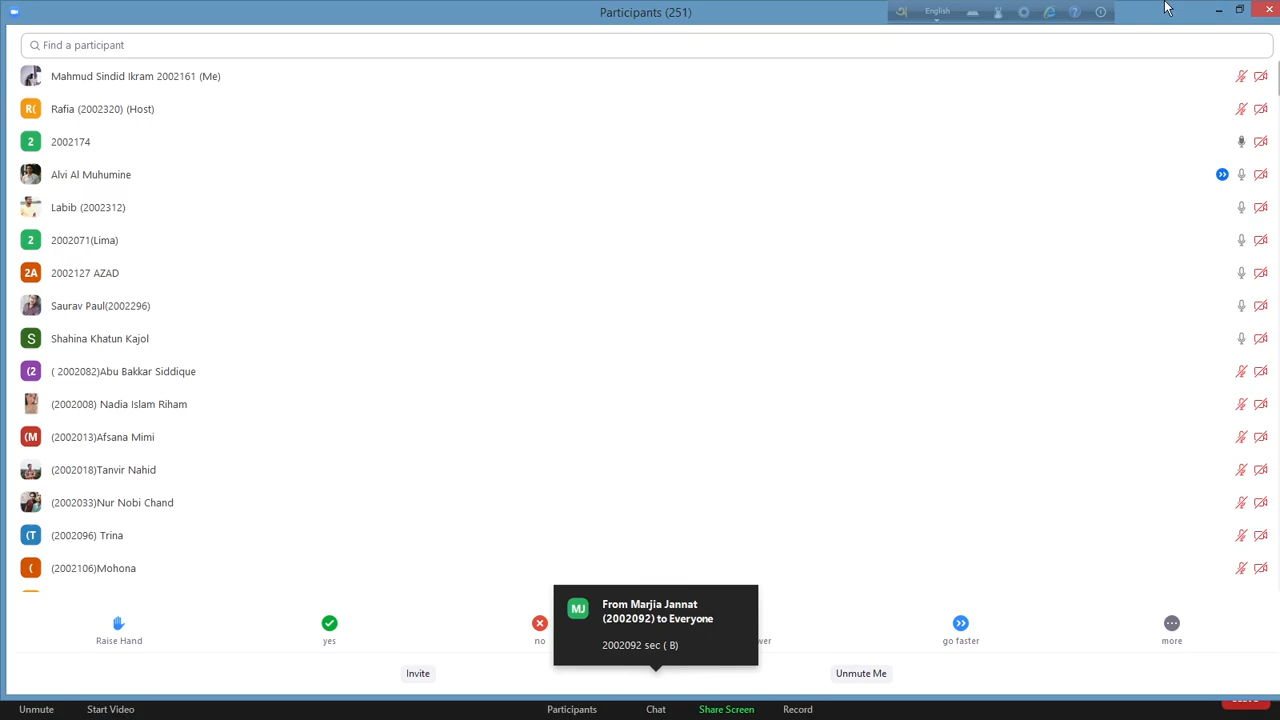 Participants (251)
English
Find a participant
Mahmud Sindid Ikram 2002161 (Me)
R( Rafia (2002320) (Host)
2 2002174
Alvi Al Muhumine
Labib (2002312)
2 2002071(Lima)
2A 2002127 AZAD
Saurav Paul(2002296)
S Shahina Khatun Kajol
(2 ( 2002082)Abu Bakkar Siddique
(2002008) Nadia Islam Riham
(M (2002013)Afsana Mimi
(2002018)Tanvir Nahid
(2002033)Nur Nobi Chand
(T (2002096) Trina
( (2002106)Mohona
MJ From Marjia Jannat
(2002092) to Everyone
2002092 sec ( B)
Raise Hand yes no go faster more
Invite Unmute Me
Unmute Start Video Participants Chat Share Screen Record